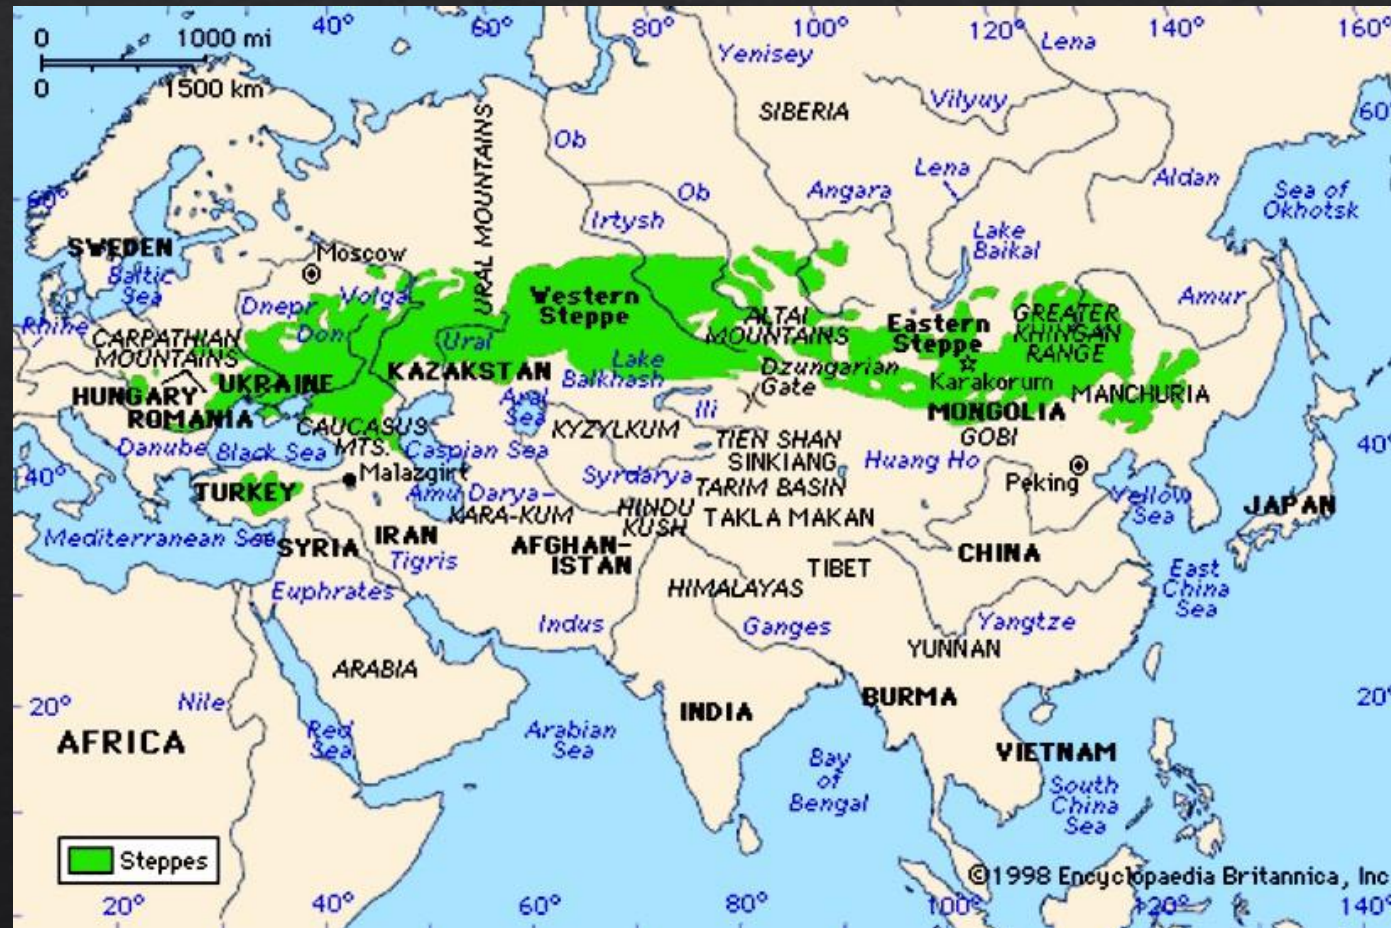 0 1000 mi
0 1500 km
40°
60°
80°
100°
120°
140°
160°
Yenisey
Lena
SIBERIA
Vilyuy
60°
Ob
URAL MOUNTAINS
Lena
Aldan
60°
Ob
Angara
Sea of
Okhotsk
Irtysh
SWEDEN
Moscow
Lake
Baikal
Baltic
Sea
Dnepr
Volga
Western
Steppe
Amur
Rhine
Don
Ural
ALTAI
MOUNTAINS
Eastern
Steppe
GREATER
KHINGAN
RANGE
CARPATHIAN
MOUNTAINS
KAZAKSTAN
Lake
Balkhash
Dzungarian
Gate
Karakorum
MANCHURIA
HUNGARY
UKRAINE
ROMANIA
Aral
Sea
Ili
MONGOLIA
GOBI
CAUCASUS
MTS.
KYZYLKUM
TIEN SHAN
Danube
Black Sea
Caspian Sea
SINKIANG
Huang Ho
40°
40°
Malazgirt
Syrdarya
TARIM BASIN
Peking
Yellow
Sea
TURKEY
Amu Darya
KARA-KUM
HINDU
KUSH
TAKLA MAKAN
JAPAN
Mediterranean Sea
SYRIA
IRAN
Tigris
AFGHAN-
ISTAN
CHINA
TIBET
East
China
Sea
Euphrates
HIMALAYAS
Indus
Ganges
Yangtze
YUNNAN
ARABIA
20°
Nile
BURMA
20°
INDIA
AFRICA
Red
Sea
Arabian
Sea
VIETNAM
Bay
of
Bengal
South
China
Sea
Steppes
©1998 Encyclopaedia Britannica, Inc
20°
40°
60°
80°
100°
120°
140°